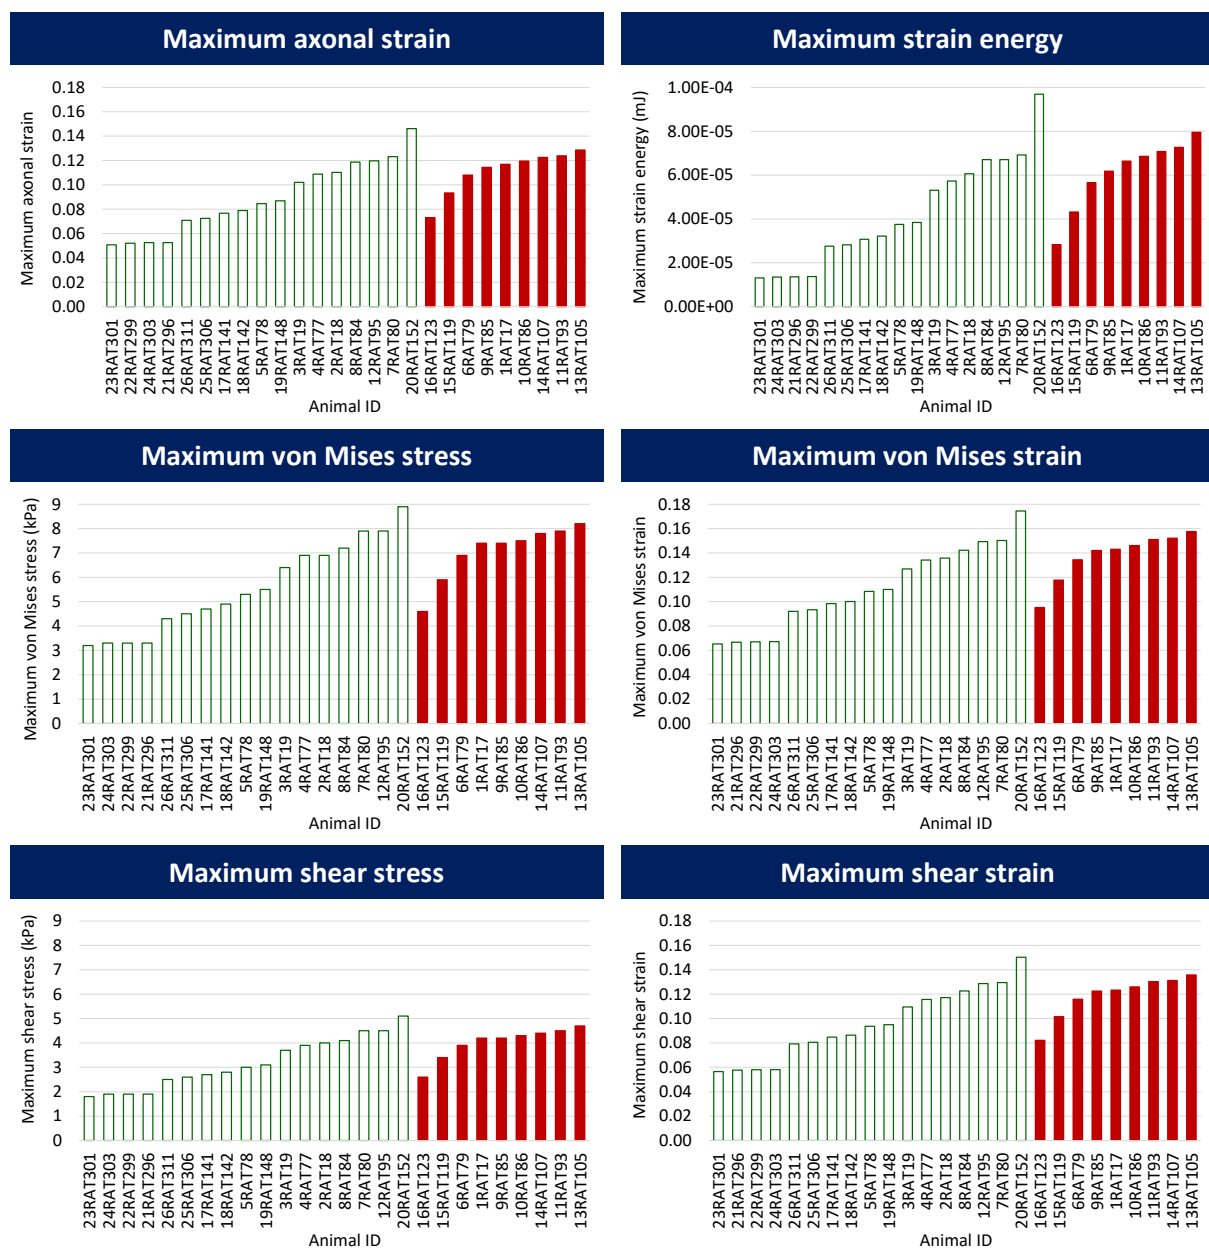 Maximum axonal strain
Maximum axonal strain
0.18
0.16
0.14
0.12
0.10
0.08
0.06
0.04
0.02
0.00
23RAT301
22RAT299
24RAT303
21RAT296
26RAT311
25RAT306
17RAT141
18RAT142
5RAT78
19RAT148
3RAT19
4RAT77
2RAT18
8RAT84
12RAT95
7RAT80
20RAT152
16RAT123
15RAT119
6RAT79
9RAT85
1RAT17
10RAT86
14RAT107
11RAT93
13RAT105
Animal ID
Maximum strain energy
Maximum strain energy (mJ)
1.00E-04
8.00E-05
6.00E-05
4.00E-05
2.00E-05
0.00E+00
23RAT301
24RAT303
21RAT296
22RAT299
26RAT311
25RAT306
17RAT141
18RAT142
5RAT78
19RAT148
3RAT19
4RAT77
2RAT18
8RAT84
12RAT95
7RAT80
20RAT152
16RAT123
15RAT119
6RAT79
9RAT85
1RAT17
10RAT86
11RAT93
14RAT107
13RAT105
Animal ID
Maximum von Mises stress
Maximum von Mises stress (kPa)
9
8
7
6
5
4
3
2
1
0
23RAT301
24RAT303
22RAT299
21RAT296
26RAT311
25RAT306
17RAT141
18RAT142
5RAT78
19RAT148
3RAT19
4RAT77
2RAT18
8RAT84
7RAT80
12RAT95
20RAT152
16RAT123
15RAT119
6RAT79
1RAT17
9RAT85
10RAT86
14RAT107
11RAT93
13RAT105
Animal ID
Maximum von Mises strain
Maximum von Mises strain
0.18
0.16
0.14
0.12
0.10
0.08
0.06
0.04
0.02
0.00
23RAT301
21RAT296
22RAT299
24RAT303
26RAT311
25RAT306
17RAT141
18RAT142
5RAT78
19RAT148
3RAT19
4RAT77
2RAT18
8RAT84
12RAT95
7RAT80
20RAT152
16RAT123
15RAT119
6RAT79
9RAT85
1RAT17
10RAT86
11RAT93
14RAT107
13RAT105
Animal ID
Maximum shear stress
Maximum shear stress (kPa)
9
8
7
6
5
4
3
2
1
0
23RAT301
24RAT303
22RAT299
21RAT296
26RAT311
25RAT306
17RAT141
18RAT142
5RAT78
19RAT148
3RAT19
4RAT77
2RAT18
8RAT84
7RAT80
12RAT95
20RAT152
16RAT123
15RAT119
6RAT79
1RAT17
9RAT85
10RAT86
14RAT107
11RAT93
13RAT105
Animal ID
Maximum shear strain
Maximum shear strain
0.18
0.16
0.14
0.12
0.10
0.08
0.06
0.04
0.02
0.00
23RAT301
21RAT296
22RAT299
24RAT303
26RAT311
25RAT306
17RAT141
18RAT142
5RAT78
19RAT148
3RAT19
4RAT77
2RAT18
8RAT84
12RAT95
7RAT80
20RAT152
16RAT123
15RAT119
6RAT79
9RAT85
1RAT17
10RAT86
11RAT93
14RAT107
13RAT105
Animal ID